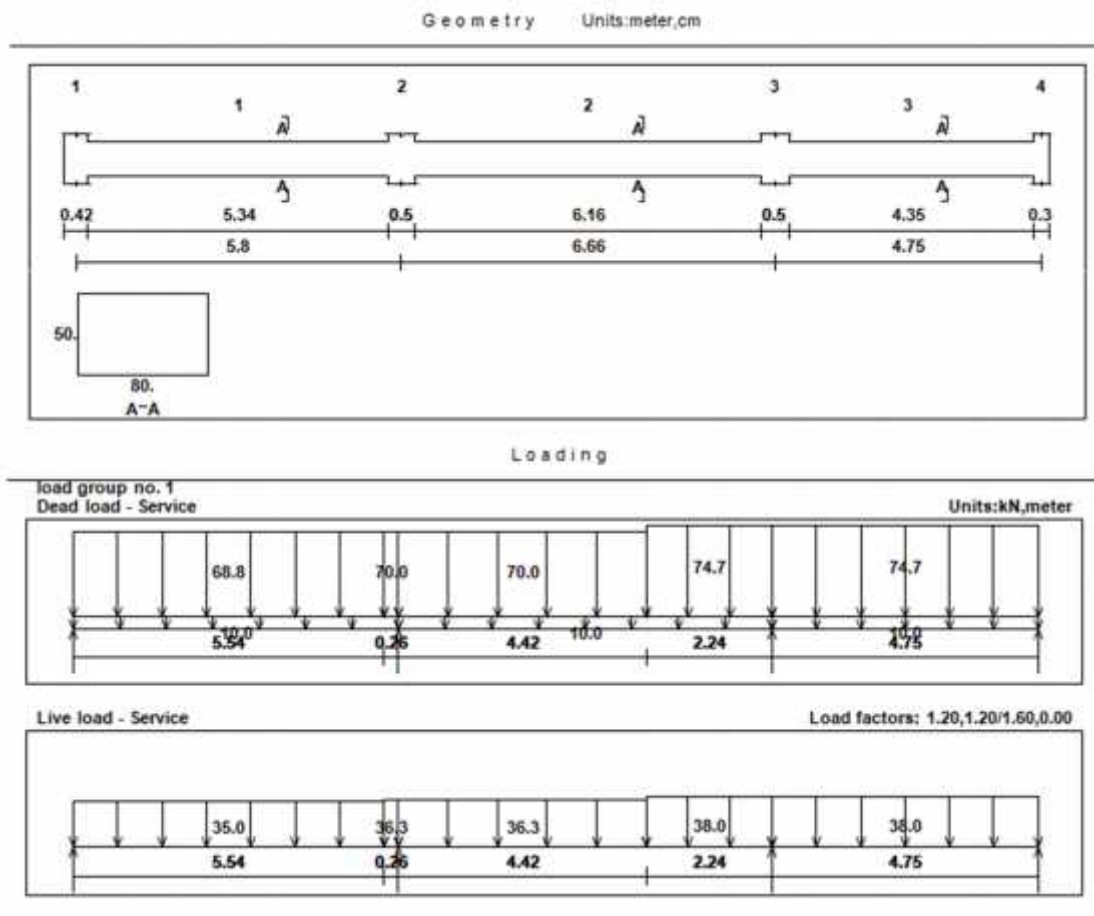 Geometry Units:meter,cm
1 2 3 4
1 2 3
A A A
A A A
0.42 5.34 0.5 6.16 0.5 4.35 0.3
5.8 6.66 4.75
50.
80.
A-A
Loading
load group no. 1
Dead load - Service Units:kN,meter
68.8 70.0 70.0 74.7 74.7
10.0 10.0 10.0
5.54 0.26 4.42 2.24 4.75
Live load - Service Load factors: 1.20,1.20/1.60,0.00
35.0 36.3 36.3 38.0 38.0
5.54 0.26 4.42 2.24 4.75